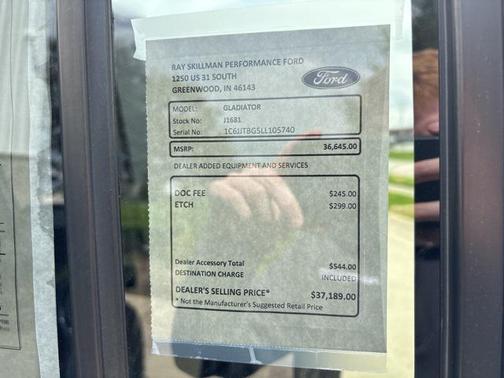 RAY SKILLMAN PERFORMANCE FORD
1250 US 31 SOUTH
GREENWOOD, IN 46143
Ford
MODEL: GLADIATOR
Stock No: J1681
Serial No: 1C6JJTBG5LL105740
MSRP: 36,645.00
DEALER ADDED EQUIPMENT AND SERVICES
DOC FEE $245.00
ETCH $299.00
Dealer Accessory Total $544.00
DESTINATION CHARGE INCLUDED
DEALER'S SELLING PRICE* $37,189.00
* Not the Manufacturer's Suggested Retail Price